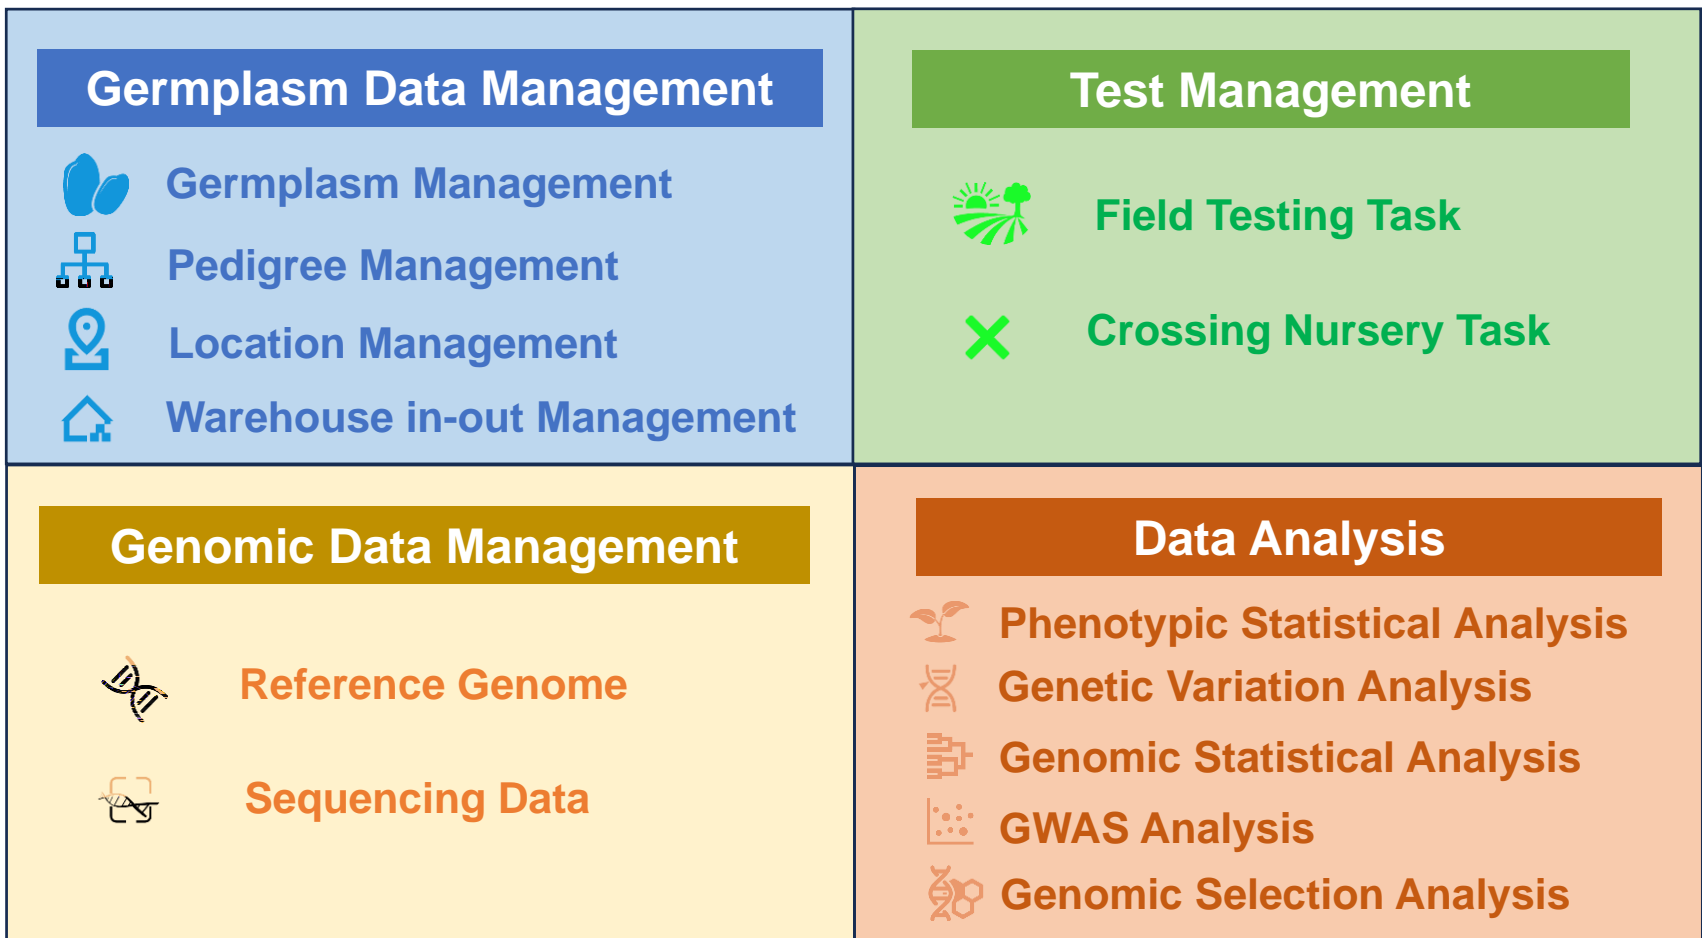 Germplasm Data Management
Germplasm Management
Pedigree Management
Location Management
Warehouse in-out Management
Test Management
Field Testing Task
Crossing Nursery Task
Genomic Data Management
Reference Genome
Sequencing Data
Data Analysis
Phenotypic Statistical Analysis
Genetic Variation Analysis
Genomic Statistical Analysis
GWAS Analysis
Genomic Selection Analysis